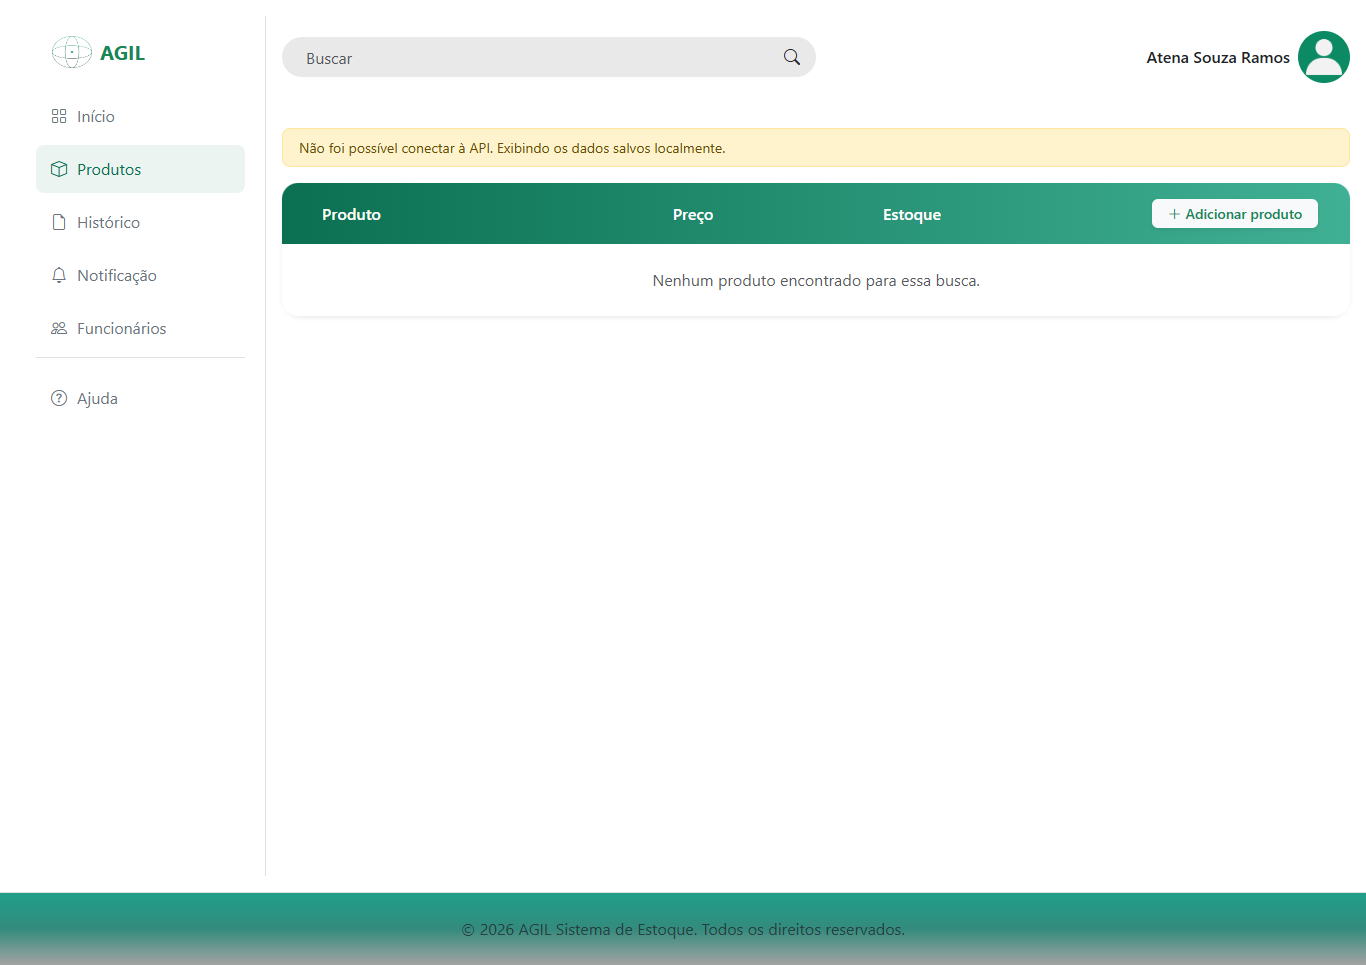 AGIL
Início
Produtos
Histórico
Notificação
Funcionários
Ajuda
Buscar
Atena Souza Ramos
Não foi possível conectar à API. Exibindo os dados salvos localmente.
Produto Preço Estoque + Adicionar produto
Nenhum produto encontrado para essa busca.
© 2026 AGIL Sistema de Estoque. Todos os direitos reservados.